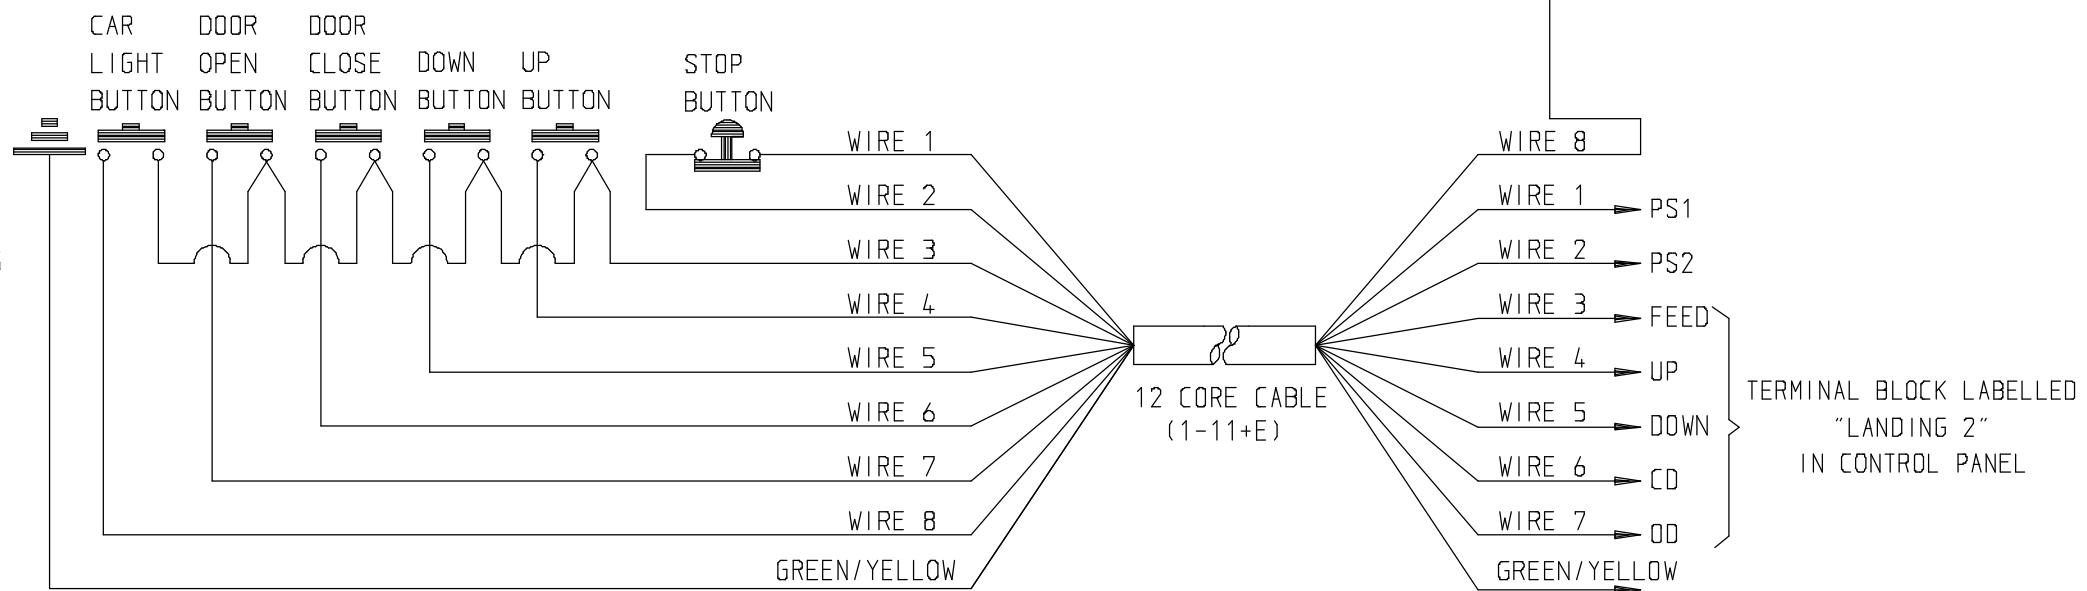 CAR
LIGHT
BUTTON
DOOR
OPEN
BUTTON
DOOR
CLOSE
BUTTON
DOWN
BUTTON
UP
BUTTON
STOP
BUTTON
WIRE 1
WIRE 2
WIRE 3
WIRE 4
WIRE 5
WIRE 6
WIRE 7
WIRE 8
GREEN/YELLOW
12 CORE CABLE
(1-11+E)
WIRE 8
WIRE 1
PS1
WIRE 2
PS2
WIRE 3
FEED
WIRE 4
UP
WIRE 5
DOWN
WIRE 6
CD
WIRE 7
OD
GREEN/YELLOW
TERMINAL BLOCK LABELLED
"LANDING 2"
IN CONTROL PANEL